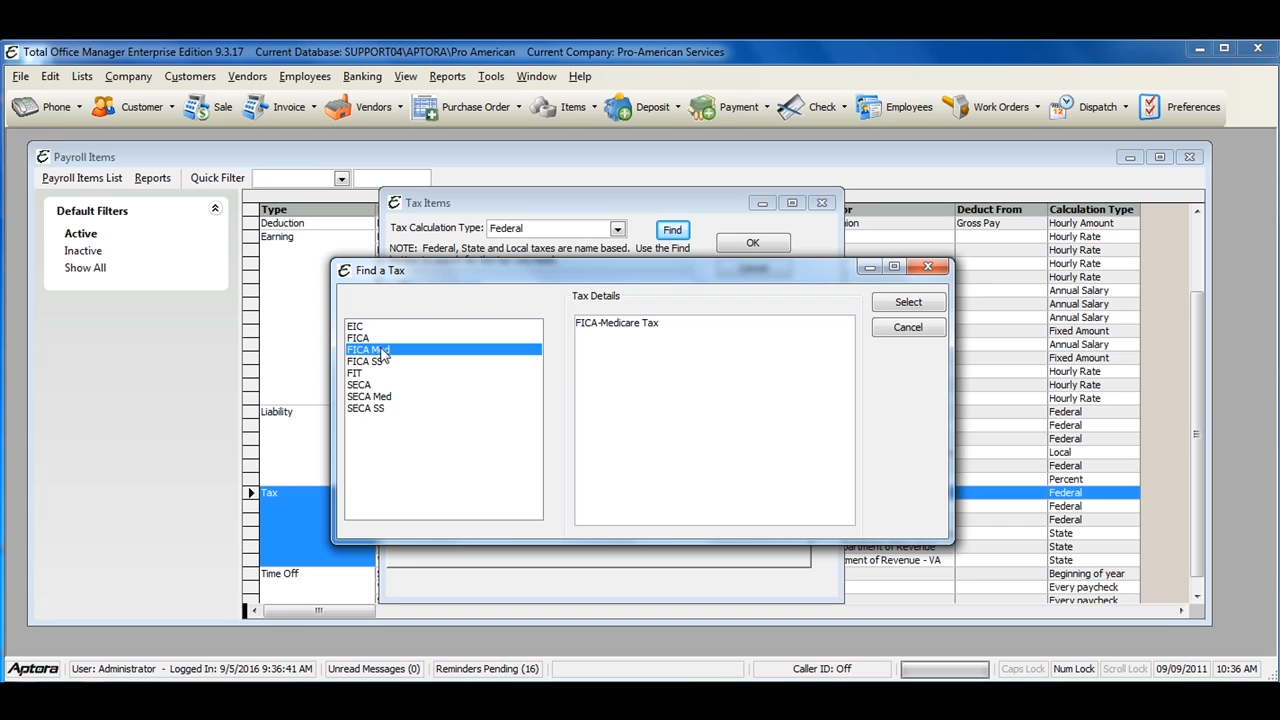 Total Office Manager Enterprise Edition 9.3.17 Current Database: SUPPORT04\APTORA\Pro American Current Company: Pro-American Services
File Edit Lists Company Customers Vendors Employees Banking View Reports Tools Window Help
Phone Customer Sale Invoice Vendors Purchase Order Items Deposit Payment Check Employees Work Orders Dispatch Preferences
Payroll Items
Payroll Items List Reports Quick Filter
Default Filters
Active
Inactive
Show All
Type
Deduction
Earning
Liability
Tax
Time Off
Tax Items
Tax Calculation Type: Federal Find
NOTE: Federal, State and Local taxes are name based. Use the Find
OK
Find a Tax
EIC
FICA
FICA Med
FICA SS
FIT
SECA
SECA Med
SECA SS
Tax Details
FICA-Medicare Tax
Select
Cancel
Deduct From Calculation Type
Gross Pay Hourly Amount
Hourly Rate
Hourly Rate
Hourly Rate
Hourly Rate
Annual Salary
Annual Salary
Annual Salary
Fixed Amount
Annual Salary
Fixed Amount
Hourly Rate
Hourly Rate
Hourly Rate
Federal
Federal
Federal
Local
Federal
Percent
Federal
Federal
Federal
State
State
ment of Revenue - VA State
Beginning of year
Every paycheck
Every paycheck
Aptora User: Administrator - Logged In: 9/5/2016 9:36:41 AM Unread Messages (0) Reminders Pending (16) Caller ID: Off Caps Lock Num Lock Scroll Lock 09/09/2011 10:36 AM